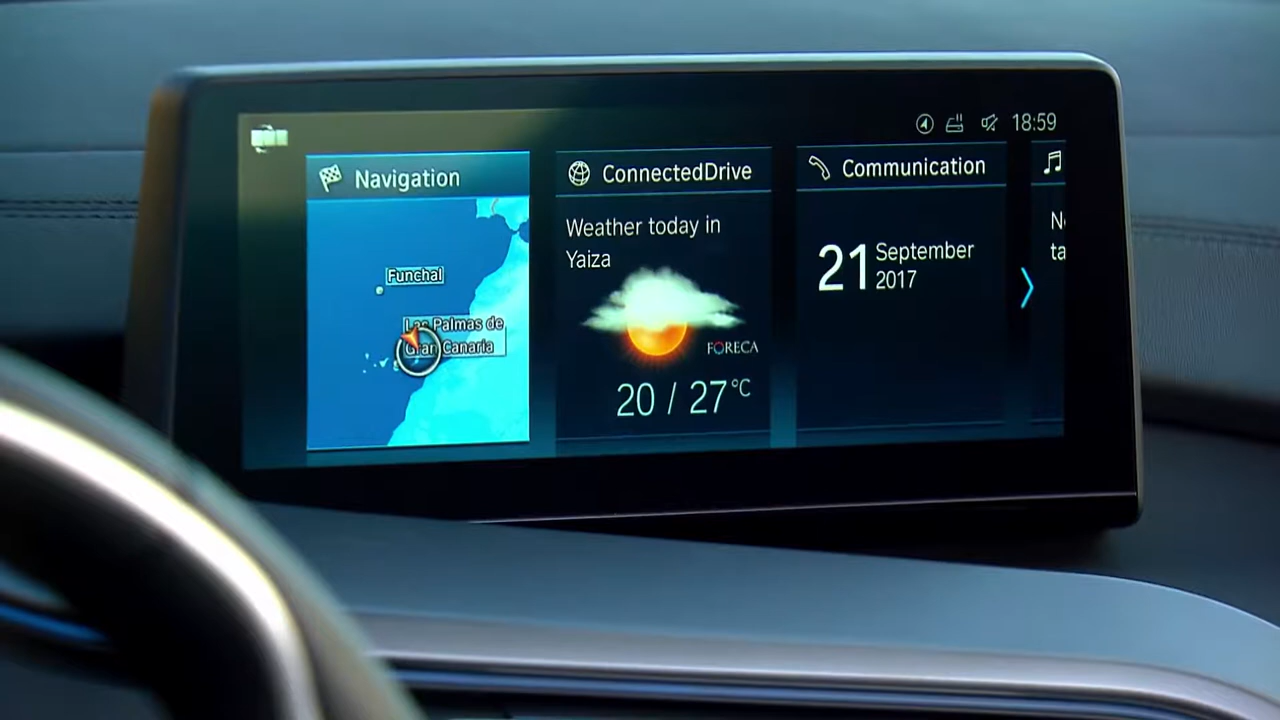 18:59
Navigation
Funchal
Las Palmas de
Gran Canaria
ConnectedDrive
Weather today in
Yaiza
FORECA
20 / 27°C
Communication
21 September
2017